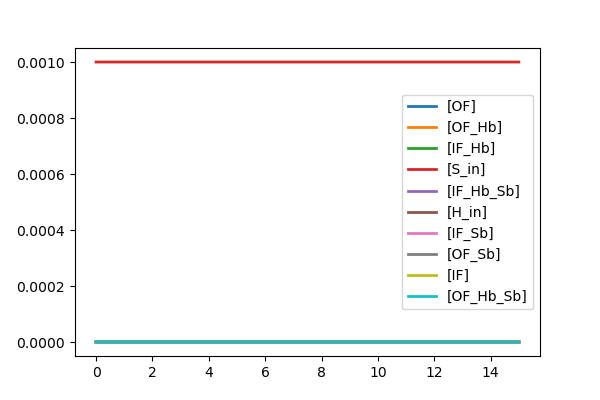 0.0010
0.0008
0.0006
0.0004
0.0002
0.0000
0 2 4 6 8 10 12 14
[OF]
[OF_Hb]
[IF_Hb]
[S_in]
[IF_Hb_Sb]
[H_in]
[IF_Sb]
[OF_Sb]
[IF]
[OF_Hb_Sb]